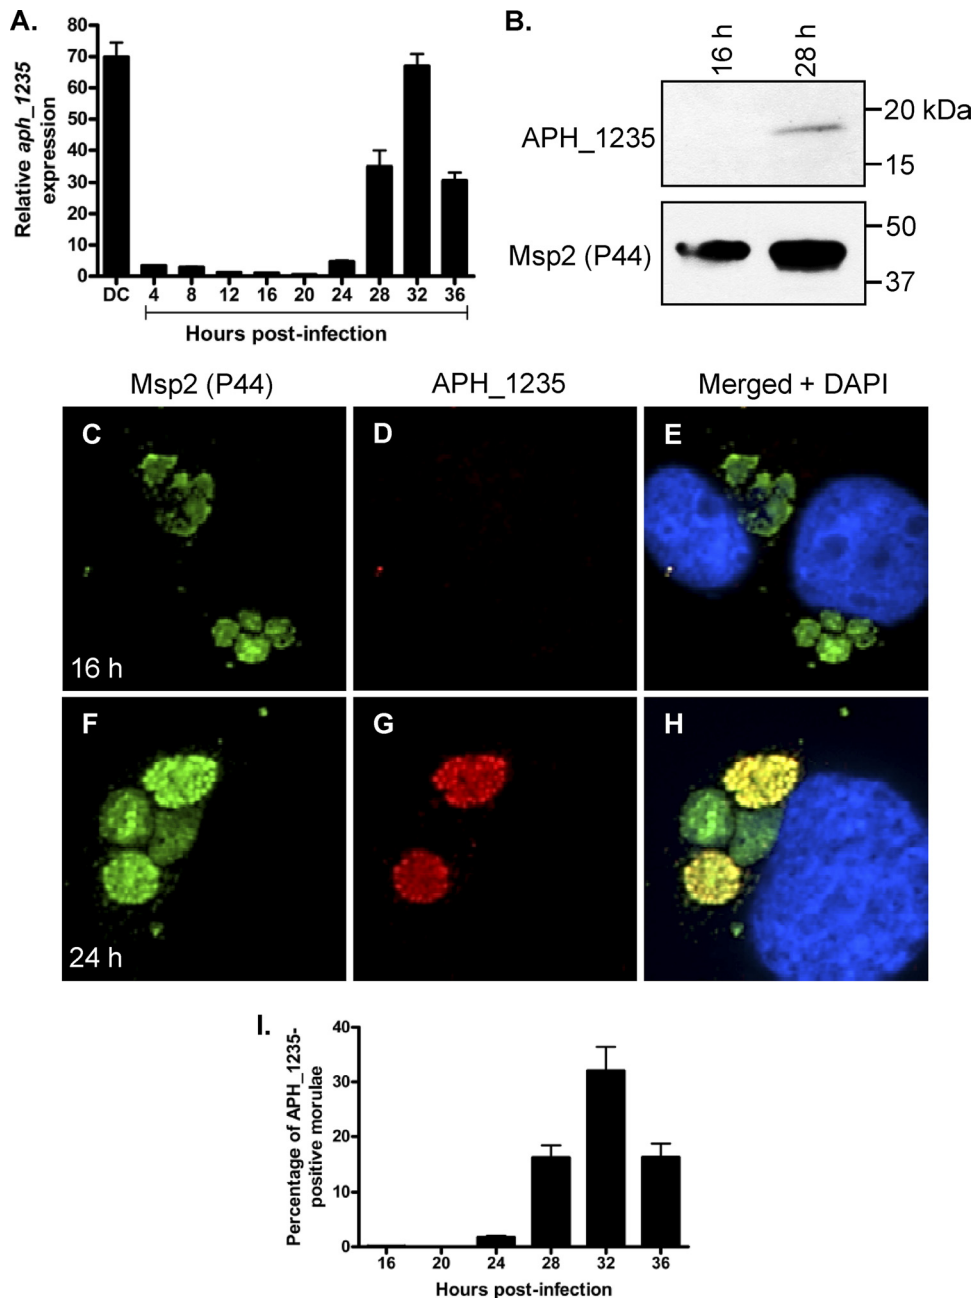 A.
Relative aph_1235
expression
80
70
60
50
40
30
20
10
0
DC 4 8 12 16 20 24 28 32 36
Hours post-infection
B.
16 h 28 h
APH_1235
20 kDa
15
Msp2 (P44)
50
37
Msp2 (P44) APH_1235 Merged + DAPI
C D E
16 h
F G H
24 h
I.
Percentage of APH_1235-
positive morulae
40
30
20
10
0
16 20 24 28 32 36
Hours post-infection